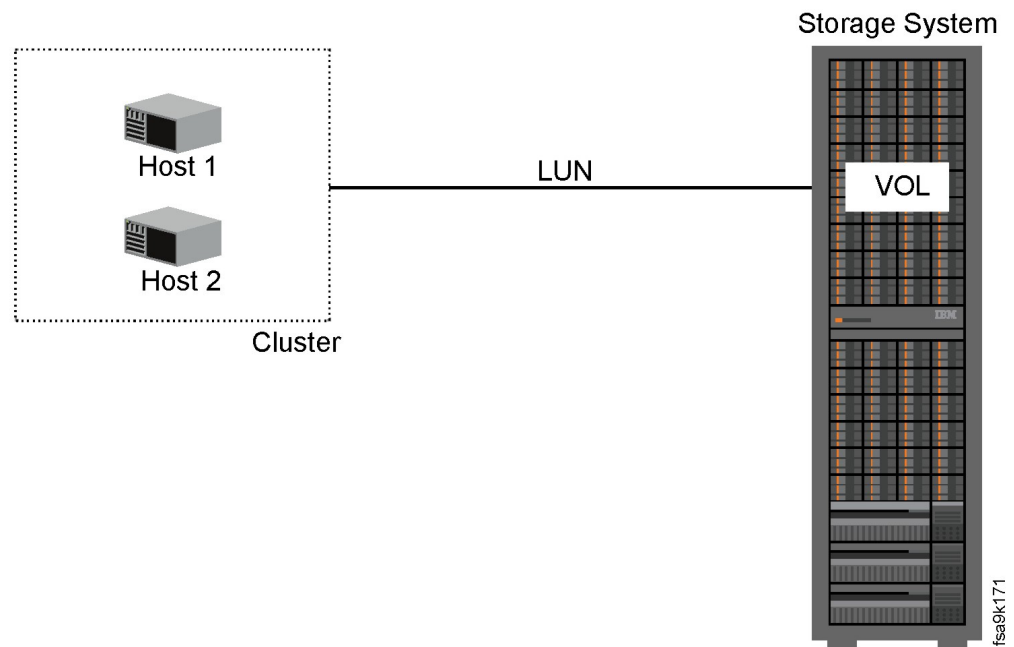 Storage System
Host 1
LUN
VOL
Host 2
IBM
Cluster
fsa9k171